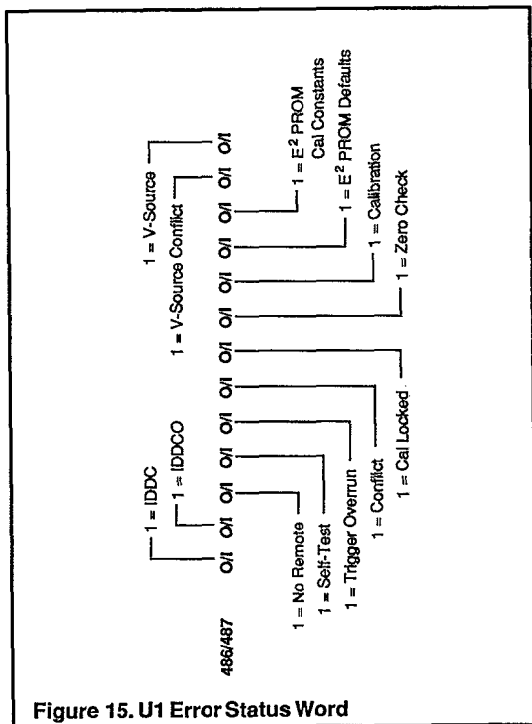 1 = IDDC
1 = V-Source
1 = IDDCO
1 = V-Source Conflict
486/487 O/I O/I O/I O/I O/I O/I O/I O/I O/I O/I O/I O/I O/I
1 = No Remote
1 = E² PROM
Cal Constants
1 = Self-Test
1 = Trigger Overrun
1 = E² PROM Defaults
1 = Conflict
1 = Calibration
1 = Cal Locked
1 = Zero Check
Figure 15. U1 Error Status Word